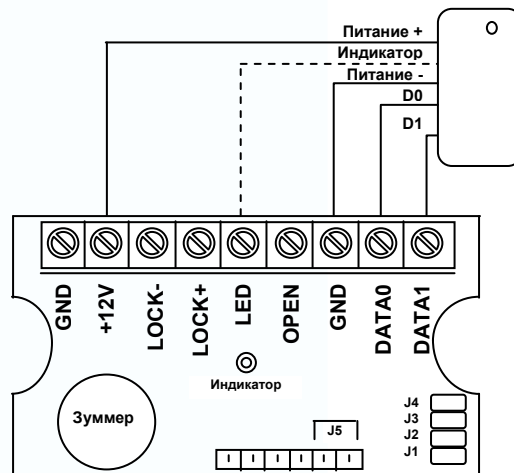 Питание +
Индикатор
Питание -
D0
D1
GND
+12V
LOCK-
LOCK+
LED
OPEN
GND
DATA0
DATA1
Индикатор
Зуммер
J5
J4
J3
J2
J1